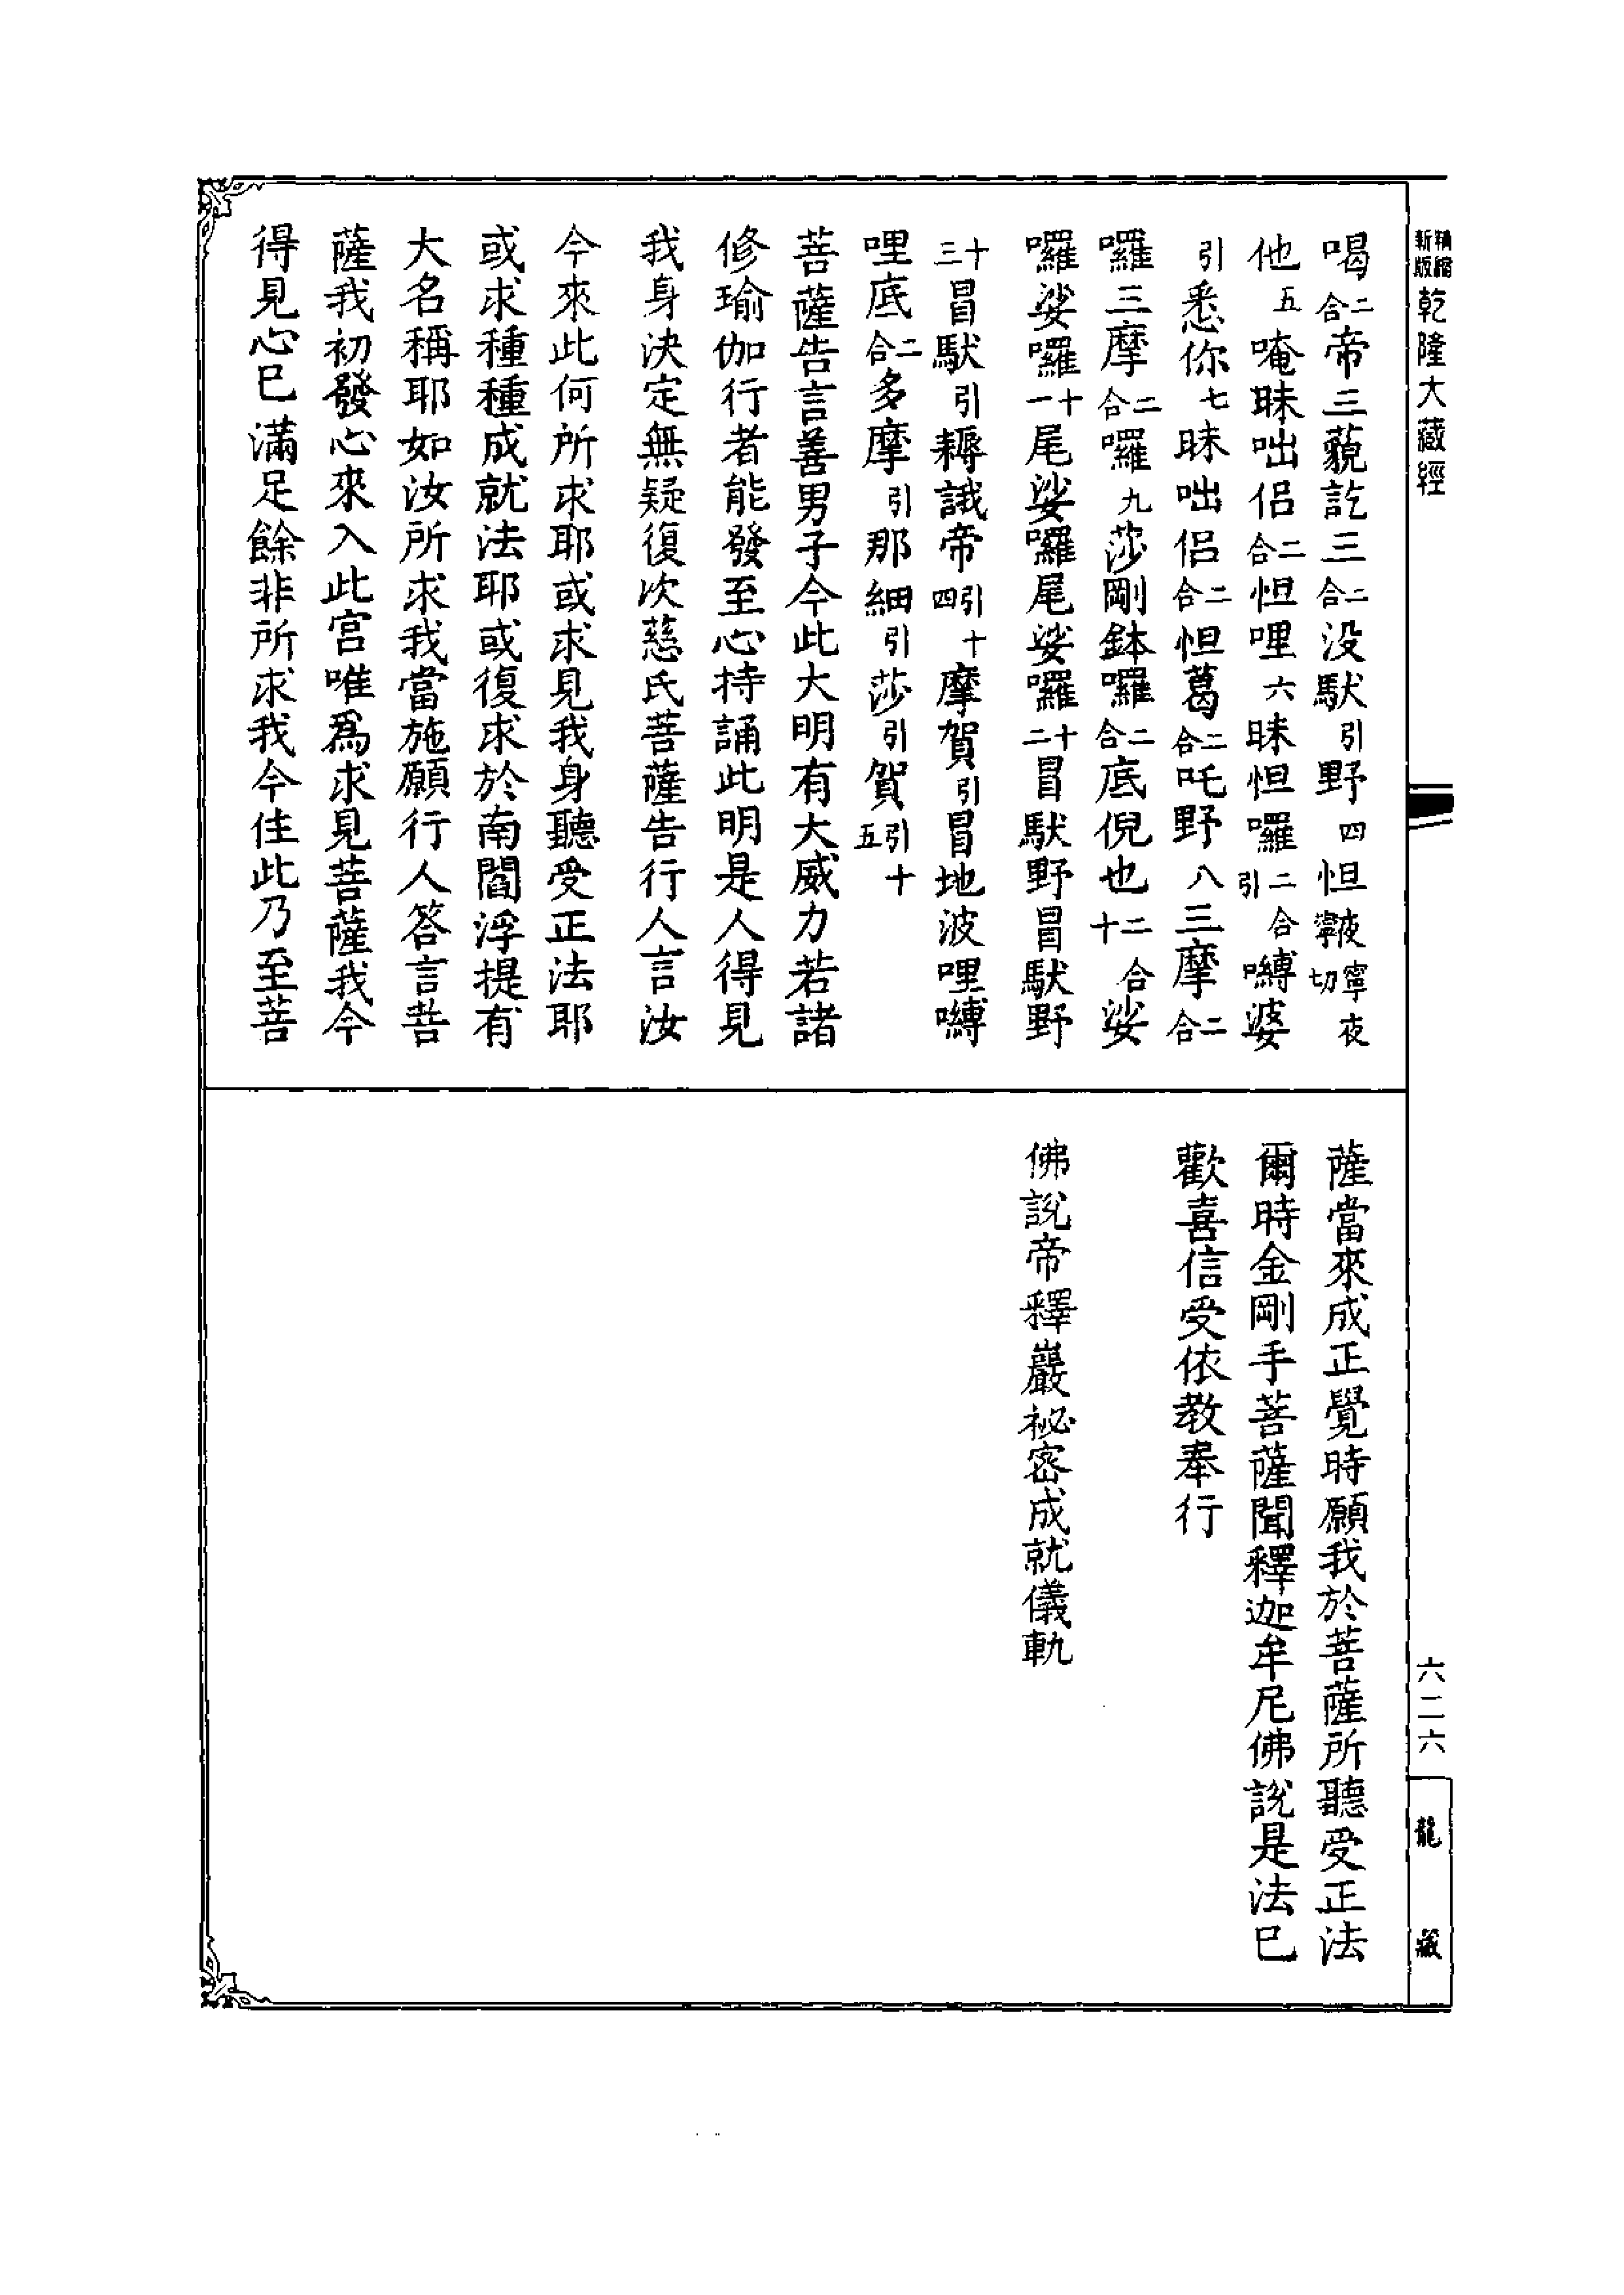 新版精縮乾隆大藏經
喝二合帝三藐訖三二合没馱引野四怛寧夜切
他五唵昧咄侣二合怛哩六昧怛囉二合引嚩娑
引悉你七昧咄侣二合怛葛二合吒野八三摩二合
囉三摩二合囉九莎剛鉢囉二合底倪也二合十娑
囉娑囉十一尾娑囉尾娑囉十二冒馱野冒馱野
十三冒馱引耨誐帝引十四摩賀引冒地波哩嚩
哩底二合多摩引那細引莎引賀引十五
菩薩告言善男子今此大明有大威力若諸
修瑜伽行者能發至心持誦此明是人得見
我身決定無疑復次慈氏菩薩告行人言汝
今來此何所求耶或求見我身聽受正法耶
或求種種成就法耶或復求於南閻浮提有
大名稱耶如汝所求我當施願行人答言告
薩我初發心來入此宫唯爲求見菩薩我今
得見心已滿足餘非所求我今住此乃至菩
薩當來成正覺時願我於菩薩所聽受正法
爾時金剛手菩薩聞釋迦牟尼佛說是法已
歡喜信受依教奉行
佛說帝釋巖祕密成就儀軌
六二六
龍藏